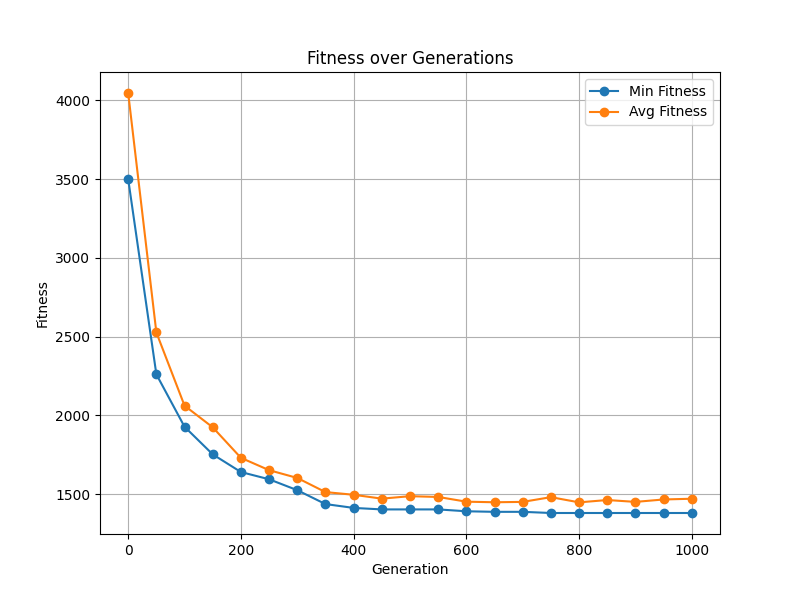 Fitness over Generations
Min Fitness
Avg Fitness
4000
3500
3000
2500
2000
1500
Fitness
0 200 400 600 800 1000
Generation